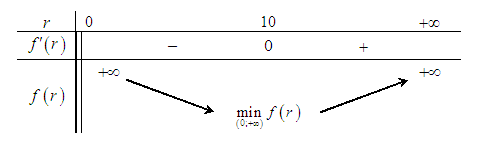 r 0 10 +∞
f'(r) − 0 +
+∞ +∞
f(r)
min f(r)
(0;+∞)